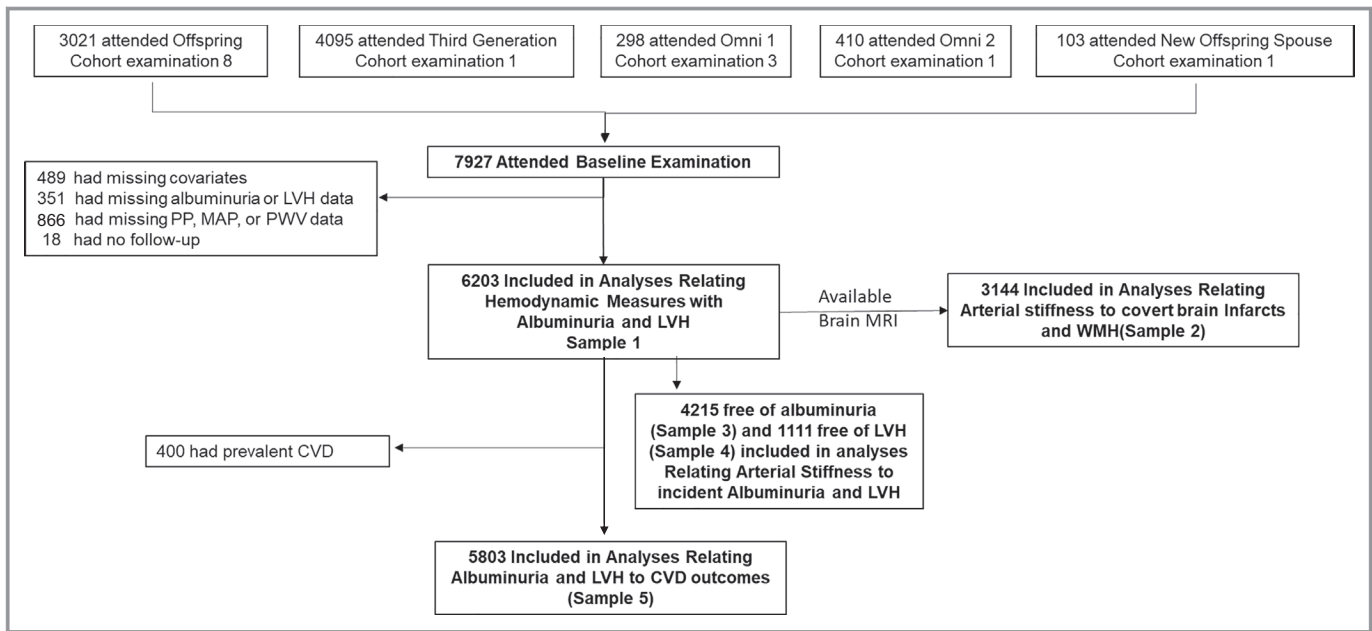 3021 attended Offspring
Cohort examination 8
4095 attended Third Generation
Cohort examination 1
298 attended Omni 1
Cohort examination 3
410 attended Omni 2
Cohort examination 1
103 attended New Offspring Spouse
Cohort examination 1
7927 Attended Baseline Examination
489 had missing covariates
351 had missing albuminuria or LVH data
866 had missing PP, MAP, or PWV data
18 had no follow-up
6203 Included in Analyses Relating
Hemodynamic Measures with
Albuminuria and LVH
Sample 1
Available
Brain MRI
3144 Included in Analyses Relating
Arterial stiffness to covert brain Infarcts
and WMH(Sample 2)
4215 free of albuminuria
(Sample 3) and 1111 free of LVH
(Sample 4) included in analyses
Relating Arterial Stiffness to
incident Albuminuria and LVH
400 had prevalent CVD
5803 Included in Analyses Relating
Albuminuria and LVH to CVD outcomes
(Sample 5)